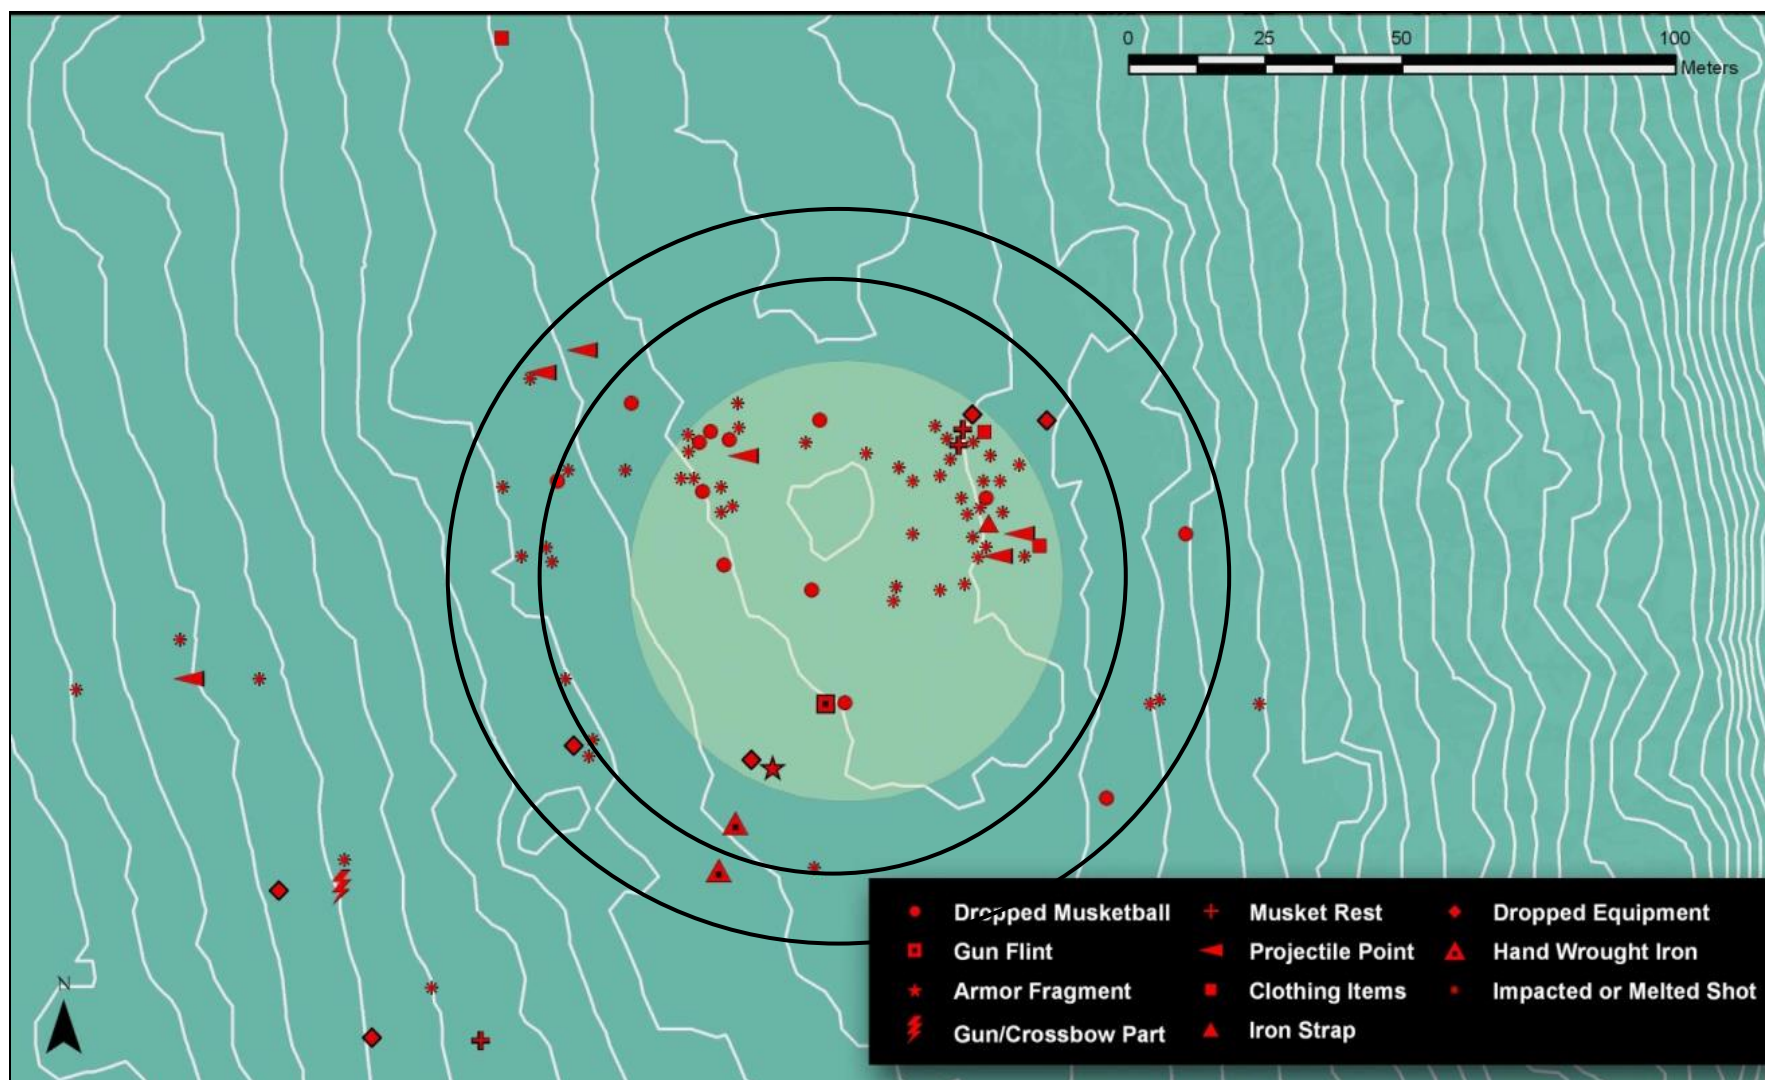 0 25 50 100
Meters
Dropped Musketball Musket Rest Dropped Equipment
Gun Flint Projectile Point Hand Wrought Iron
Armor Fragment Clothing Items Impacted or Melted Shot
Gun/Crossbow Part Iron Strap
N